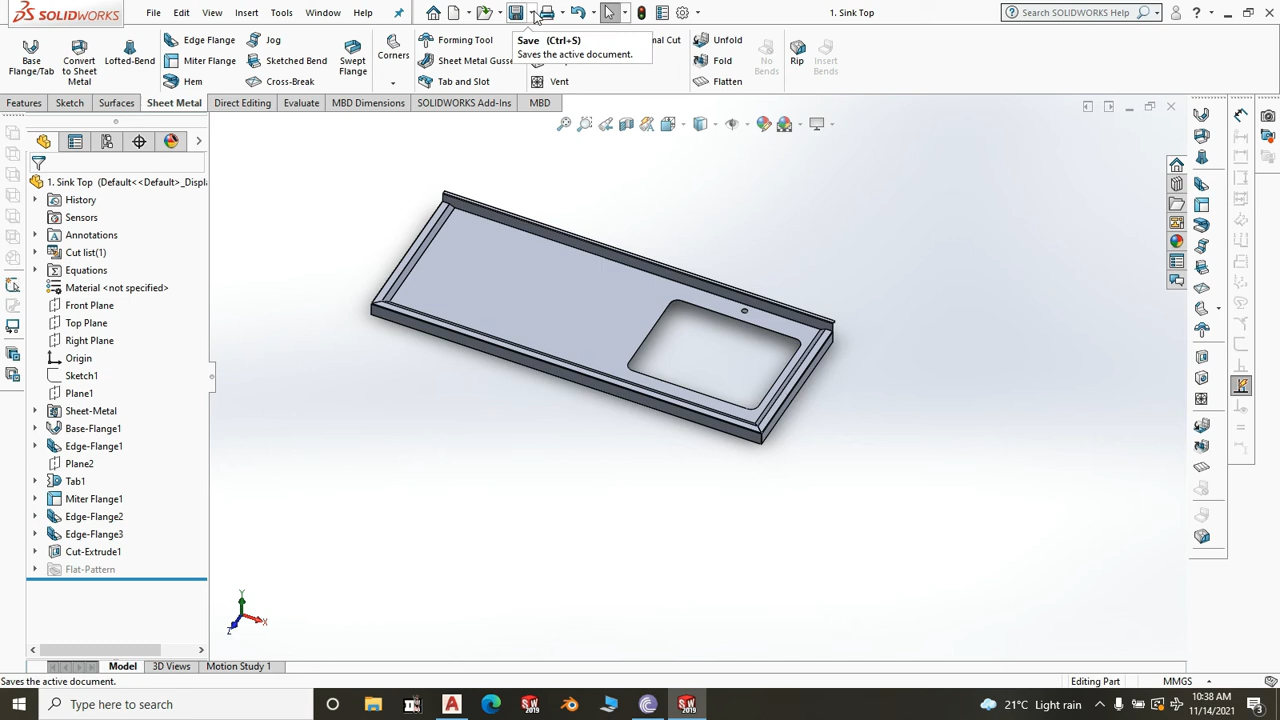 SOLIDWORKS
File
Edit
View
Insert
Tools
Window
Help
1. Sink Top
Search SOLIDWORKS Help
Save (Ctrl+S)
Saves the active document.
Base Flange/Tab
Convert to Sheet Metal
Lofted-Bend
Edge Flange
Miter Flange
Hem
Jog
Sketched Bend
Cross-Break
Swept Flange
Corners
Forming Tool
Sheet Metal Gusse
Tab and Slot
Vent
al Cut
Unfold
Fold
Flatten
No Bends
Rip
Insert Bends
Features
Sketch
Surfaces
Sheet Metal
Direct Editing
Evaluate
MBD Dimensions
SOLIDWORKS Add-Ins
MBD
1. Sink Top (Default<<Default>_Displ
History
Sensors
Annotations
Cut list(1)
Equations
Material <not specified>
Front Plane
Top Plane
Right Plane
Origin
Sketch1
Plane1
Sheet-Metal
Base-Flange1
Edge-Flange1
Plane2
Tab1
Miter Flange1
Edge-Flange2
Edge-Flange3
Cut-Extrude1
Flat-Pattern
Y
X
Z
Model
3D Views
Motion Study 1
Saves the active document.
Editing Part
MMGS
Type here to search
SW 2019
SW 2019
21°C Light rain
10:38 AM
11/14/2021
3